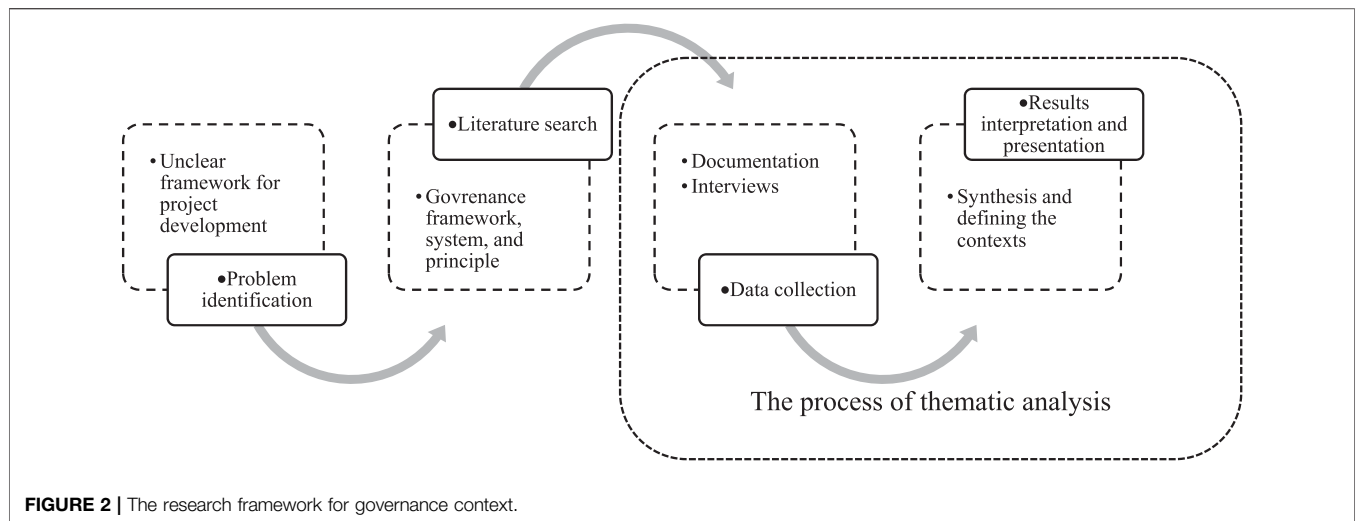 • Unclear
framework for
project
development
•Problem
identification
•Literature search
• Govrenance
framework,
system, and
principle
• Documentation
• Interviews
•Data collection
•Results
interpretation and
presentation
• Synthesis and
defining the
contexts
The process of thematic analysis
FIGURE 2 | The research framework for governance context.